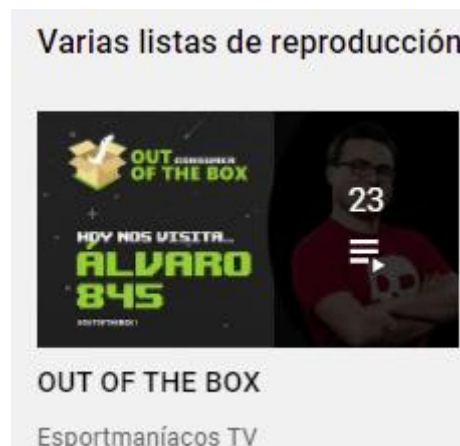 Varias listas de reproducción
OUT CONSUMER
OF THE BOX
HOY NOS VISITA...
ÁLVARO
845
23
OUT OF THE BOX
Esportmaníacos TV